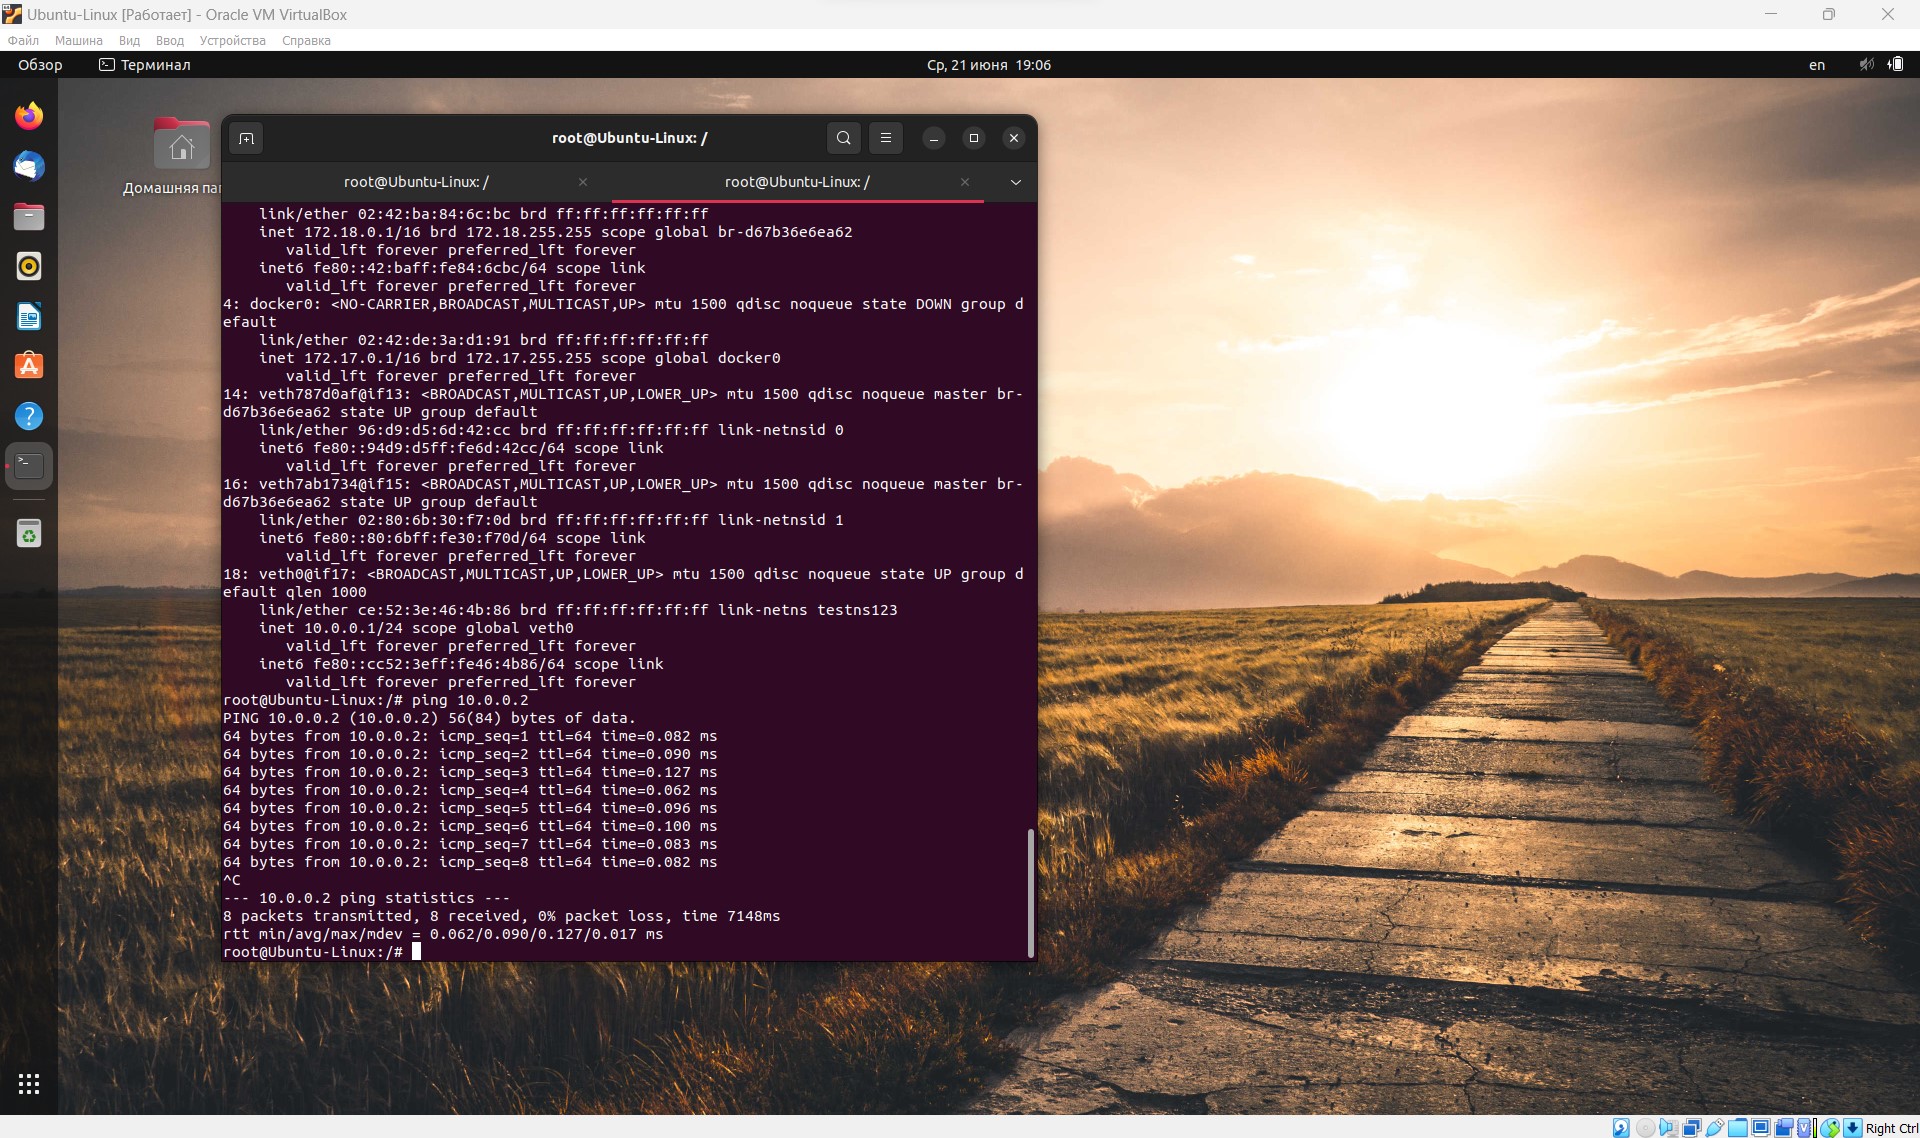 Ubuntu-Linux [Работает] - Oracle VM VirtualBox
Файл Машина Вид Ввод Устройства Справка
Обзор Терминал Ср, 21 июня 19:06 en
root@Ubuntu-Linux: /
Домашняя пап
root@Ubuntu-Linux: / root@Ubuntu-Linux: /
link/ether 02:42:ba:84:6c:bc brd ff:ff:ff:ff:ff:ff
inet 172.18.0.1/16 brd 172.18.255.255 scope global br-d67b36e6ea62
valid_lft forever preferred_lft forever
inet6 fe80::42:baff:fe84:6cbc/64 scope link
valid_lft forever preferred_lft forever
4: docker0: <NO-CARRIER,BROADCAST,MULTICAST,UP> mtu 1500 qdisc noqueue state DOWN group d
efault
link/ether 02:42:de:3a:d1:91 brd ff:ff:ff:ff:ff:ff
inet 172.17.0.1/16 brd 172.17.255.255 scope global docker0
valid_lft forever preferred_lft forever
14: veth787d0af@if13: <BROADCAST,MULTICAST,UP,LOWER_UP> mtu 1500 qdisc noqueue master br-
d67b36e6ea62 state UP group default
link/ether 96:d9:d5:6d:42:cc brd ff:ff:ff:ff:ff:ff link-netnsid 0
inet6 fe80::94d9:d5ff:fe6d:42cc/64 scope link
valid_lft forever preferred_lft forever
16: veth7ab1734@if15: <BROADCAST,MULTICAST,UP,LOWER_UP> mtu 1500 qdisc noqueue master br-
d67b36e6ea62 state UP group default
link/ether 02:80:6b:30:f7:0d brd ff:ff:ff:ff:ff:ff link-netnsid 1
inet6 fe80::80:6bff:fe30:f70d/64 scope link
valid_lft forever preferred_lft forever
18: veth0@if17: <BROADCAST,MULTICAST,UP,LOWER_UP> mtu 1500 qdisc noqueue state UP group d
efault qlen 1000
link/ether ce:52:3e:46:4b:86 brd ff:ff:ff:ff:ff:ff link-netns testns123
inet 10.0.0.1/24 scope global veth0
valid_lft forever preferred_lft forever
inet6 fe80::cc52:3eff:fe46:4b86/64 scope link
valid_lft forever preferred_lft forever
root@Ubuntu-Linux:/# ping 10.0.0.2
PING 10.0.0.2 (10.0.0.2) 56(84) bytes of data.
64 bytes from 10.0.0.2: icmp_seq=1 ttl=64 time=0.082 ms
64 bytes from 10.0.0.2: icmp_seq=2 ttl=64 time=0.090 ms
64 bytes from 10.0.0.2: icmp_seq=3 ttl=64 time=0.127 ms
64 bytes from 10.0.0.2: icmp_seq=4 ttl=64 time=0.062 ms
64 bytes from 10.0.0.2: icmp_seq=5 ttl=64 time=0.096 ms
64 bytes from 10.0.0.2: icmp_seq=6 ttl=64 time=0.100 ms
64 bytes from 10.0.0.2: icmp_seq=7 ttl=64 time=0.083 ms
64 bytes from 10.0.0.2: icmp_seq=8 ttl=64 time=0.082 ms
^C
--- 10.0.0.2 ping statistics ---
8 packets transmitted, 8 received, 0% packet loss, time 7148ms
rtt min/avg/max/mdev = 0.062/0.090/0.127/0.017 ms
root@Ubuntu-Linux:/#
Right Ctrl